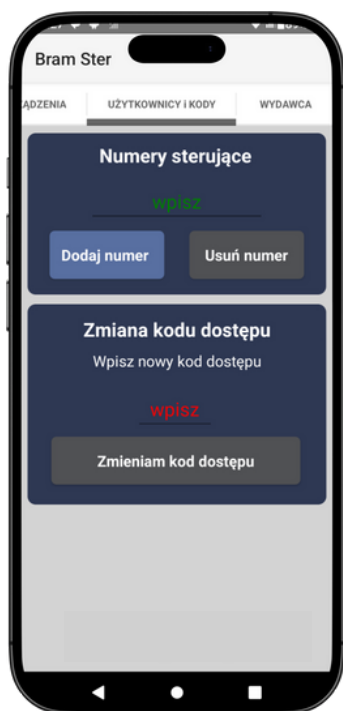 Bram Ster
ĄDZENIA UŻYTKOWNICY i KODY WYDAWCA
Numery sterujące
wpisz
Dodaj numer Usuń numer
Zmiana kodu dostępu
Wpisz nowy kod dostępu
wpisz
Zmieniam kod dostępu